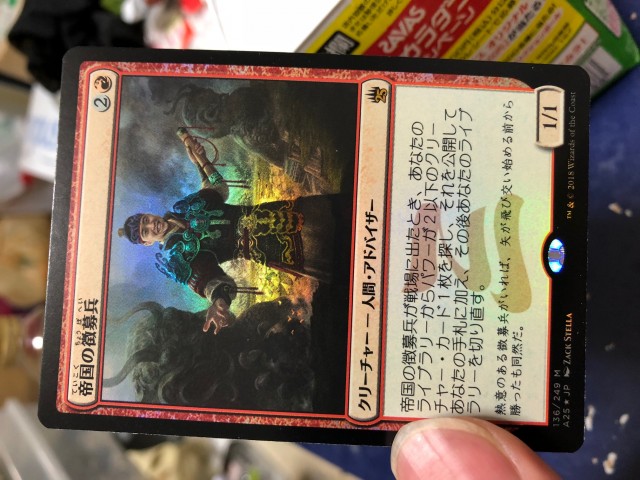 ていこく ちょうぼへい
帝国の徴募兵
2
クリーチャー — 人間・アドバイザー
帝国の徴募兵が戦場に出たとき、あなたの
ライブラリーからパワーが2以下のクリー
チャー・カード1枚を探し、それを公開して
あなたの手札に加え、その後あなたのライブ
ラリーを切り直す。
熱意のある徴募兵がいれば、矢が飛び交い始める前から
勝ったも同然だ。
1/1
136/249 M
A25 ★ JP ZACK STELLA
™ & © 2018 Wizards of the Coast
SAVAS